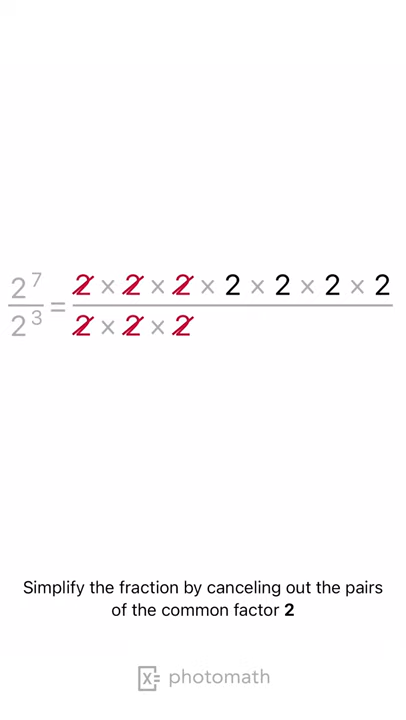 2⁷/2³ = 2 × 2 × 2 × 2 × 2 × 2 × 2 / 2 × 2 × 2
Simplify the fraction by canceling out the pairs
of the common factor 2
photomath